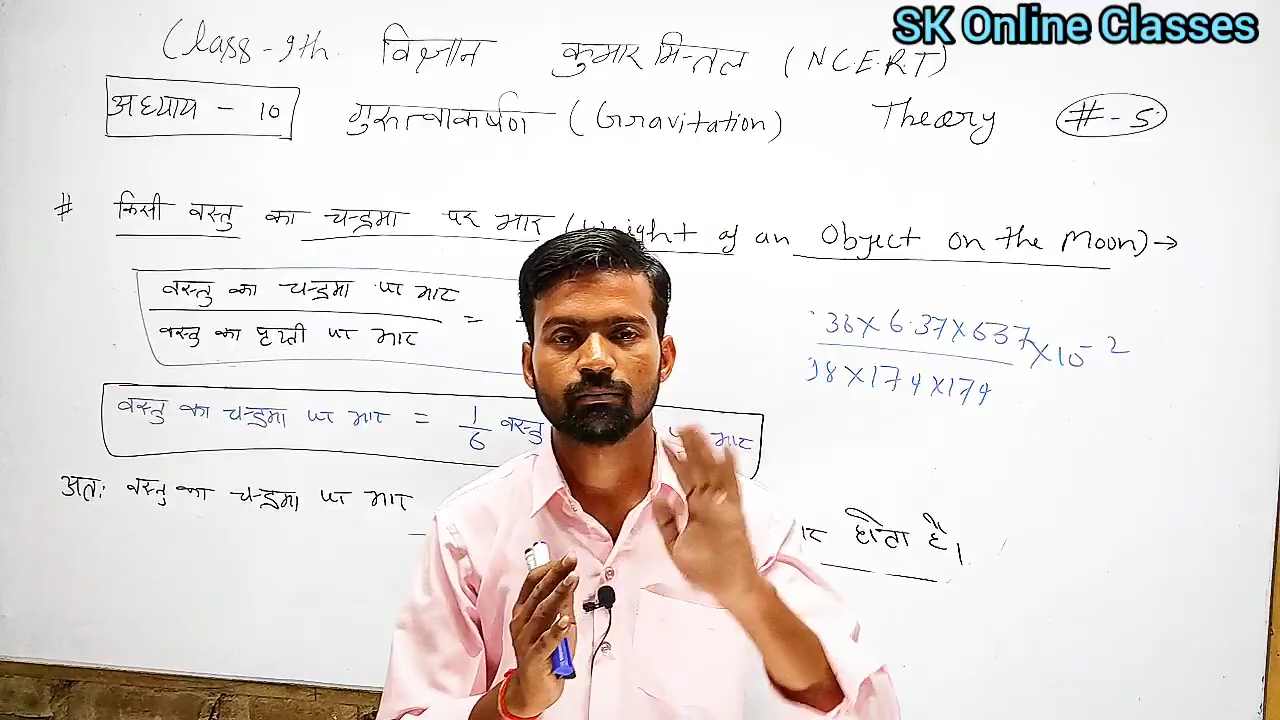 SK Online Classes
Class-9th. विज्ञान कुमार मित्तल (N.C.E.R.T)
अध्याय - 10 गुरुत्वाकर्षण (Gravitation) Theory #-5
# किसी वस्तु का चन्द्रमा पर भार (Weight of an Object on the Moon)→
वस्तु का चन्द्रमा पर भार
वस्तु का पृथ्वी पर भार =
36×6.37×637×10-2
98×174×174
वस्तु का चन्द्रमा पर भार = 1/6 वस्तु पर भार
अतः वस्तु का चन्द्रमा पर भार होता है।